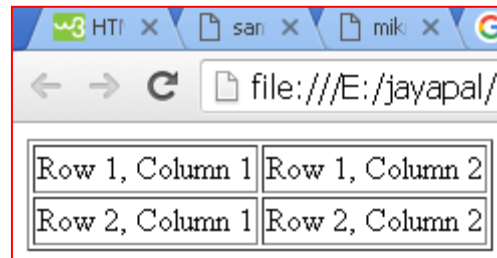 HTI san mik
file:///E:/jayapal/
Row 1, Column 1 Row 1, Column 2
Row 2, Column 1 Row 2, Column 2